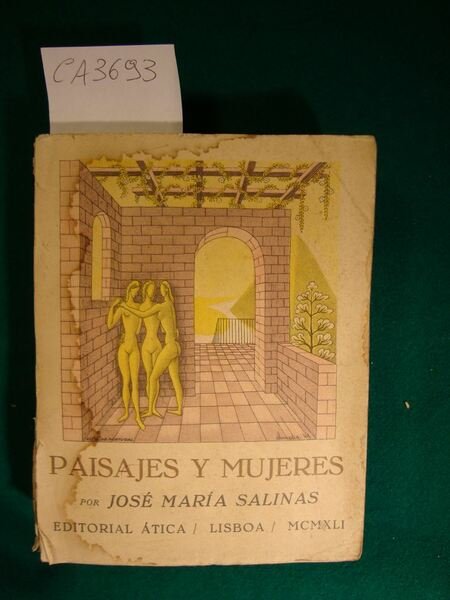 CA3693
PAISAJES Y MUJERES
POR JOSÉ MARÍA SALINAS
EDITORIAL ÁTICA / LISBOA / MCMXLI